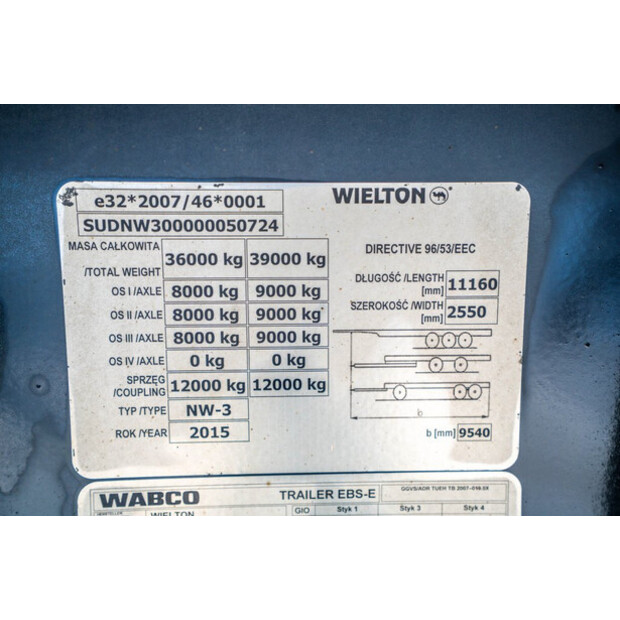 e32*2007/46*0001
SUDNW300000050724
WIELTON
MASA CAŁKOWITA /TOTAL WEIGHT 36000 kg 39000 kg
DIRECTIVE 96/53/EEC
OS I /AXLE 8000 kg 9000 kg
DŁUGOŚĆ /LENGTH [mm] 11160
OS II /AXLE 8000 kg 9000 kg
SZEROKOŚĆ /WIDTH [mm] 2550
OS III /AXLE 8000 kg 9000 kg
OS IV /AXLE 0 kg 0 kg
SPRZĘG /COUPLING 12000 kg 12000 kg
TYP /TYPE NW-3
b
ROK /YEAR 2015
b [mm] 9540
WABCO TRAILER EBS-E
WIELTON GIO Styk 1 Styk 3 Styk 4